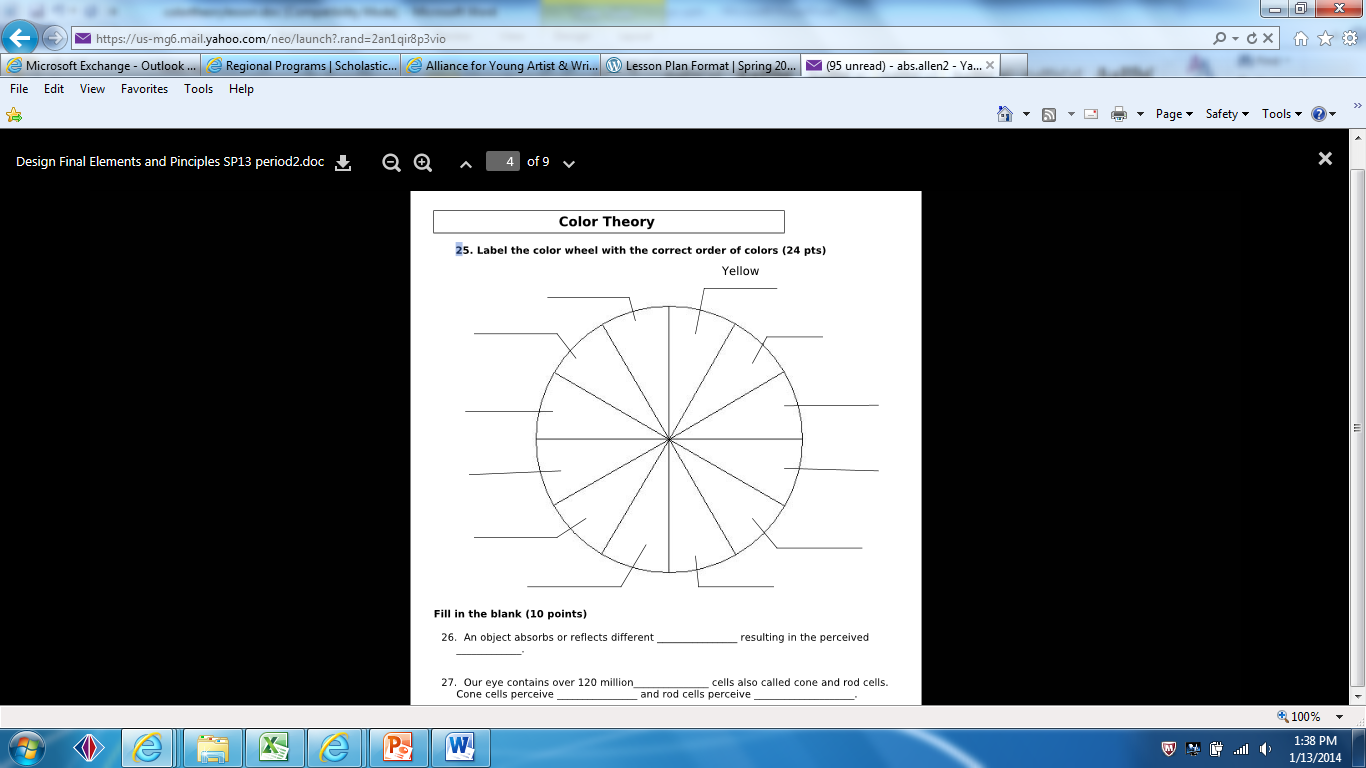 https://us-mg6.mail.yahoo.com/neo/launch?.rand=2an1qir8p3vio
Microsoft Exchange - Outlook ... Regional Programs | Scholastic... Alliance for Young Artist & Wri... Lesson Plan Format | Spring 20... (95 unread) - abs.allen2 - Ya...
File Edit View Favorites Tools Help
Page Safety Tools
Design Final Elements and Pinciples SP13 period2.doc 4 of 9
Color Theory
25. Label the color wheel with the correct order of colors (24 pts)
Yellow
Fill in the blank (10 points)
26. An object absorbs or reflects different ________________ resulting in the perceived
_____________.
27. Our eye contains over 120 million_______________ cells also called cone and rod cells.
Cone cells perceive ________________ and rod cells perceive ____________________.
100%
1:38 PM
1/13/2014